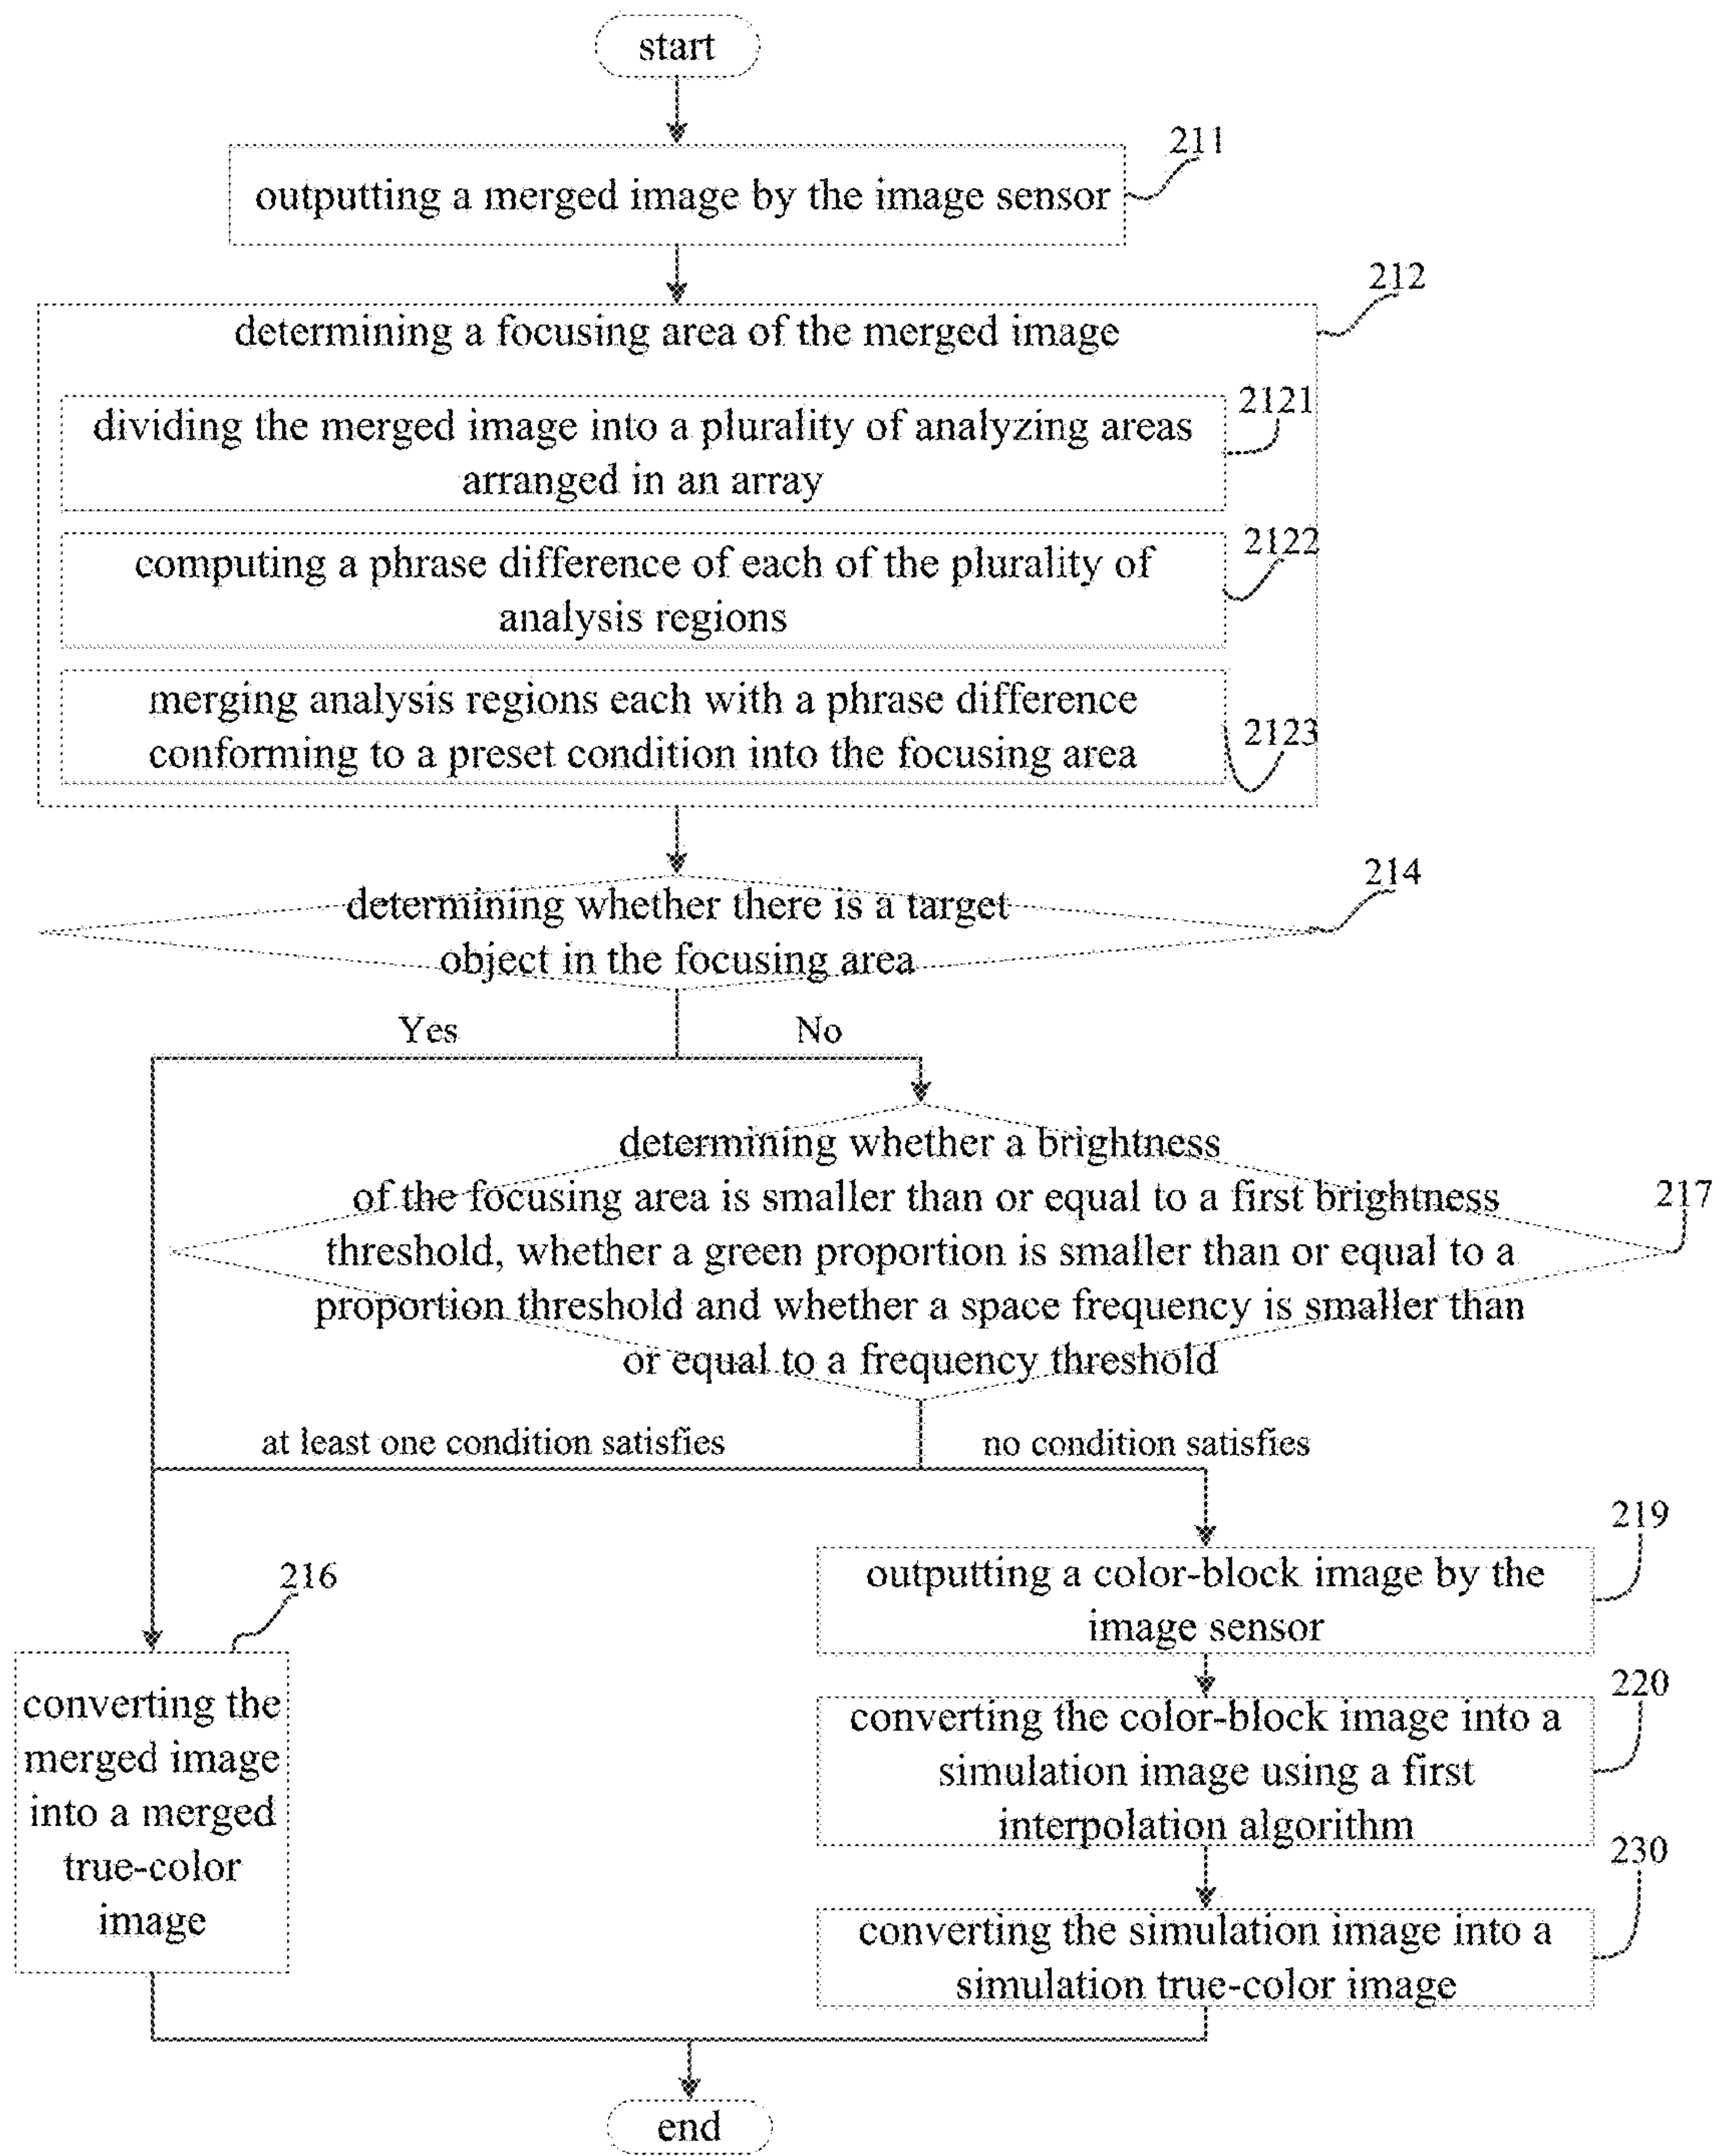 start
211
outputting a merged image by the image sensor
212
determining a focusing area of the merged image
2121
dividing the merged image into a plurality of analyzing areas
arranged in an array
2122
computing a phrase difference of each of the plurality of
analysis regions
merging analysis regions each with a phrase difference
2123
conforming to a preset condition into the focusing area
214
determining whether there is a target
object in the focusing area
Yes
No
determining whether a brightness
217
of the focusing area is smaller than or equal to a first brightness
threshold, whether a green proportion is smaller than or equal to a
proportion threshold and whether a space frequency is smaller than
or equal to a frequency threshold
at least one condition satisfies
no condition satisfies
219
outputting a color-block image by the
image sensor
216
converting the
merged image
into a merged
true-color
image
220
converting the color-block image into a
simulation image using a first
interpolation algorithm
230
converting the simulation image into a
simulation true-color image
end